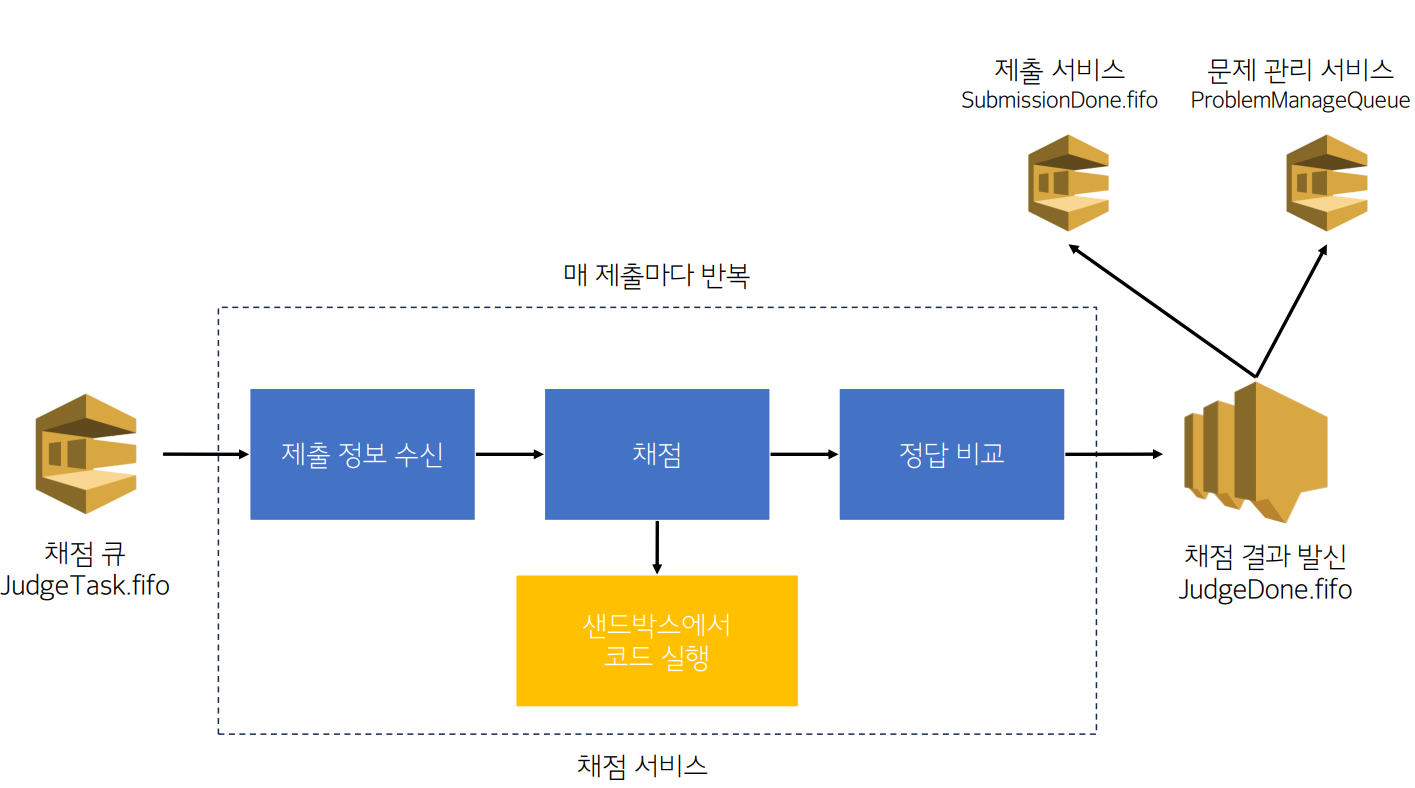 제출 서비스
SubmissionDone.fifo
문제 관리 서비스
ProblemManageQueue
매 제출마다 반복
제출 정보 수신
채점
정답 비교
샌드박스에서
코드 실행
채점 큐
JudgeTask.fifo
채점 결과 발신
JudgeDone.fifo
채점 서비스